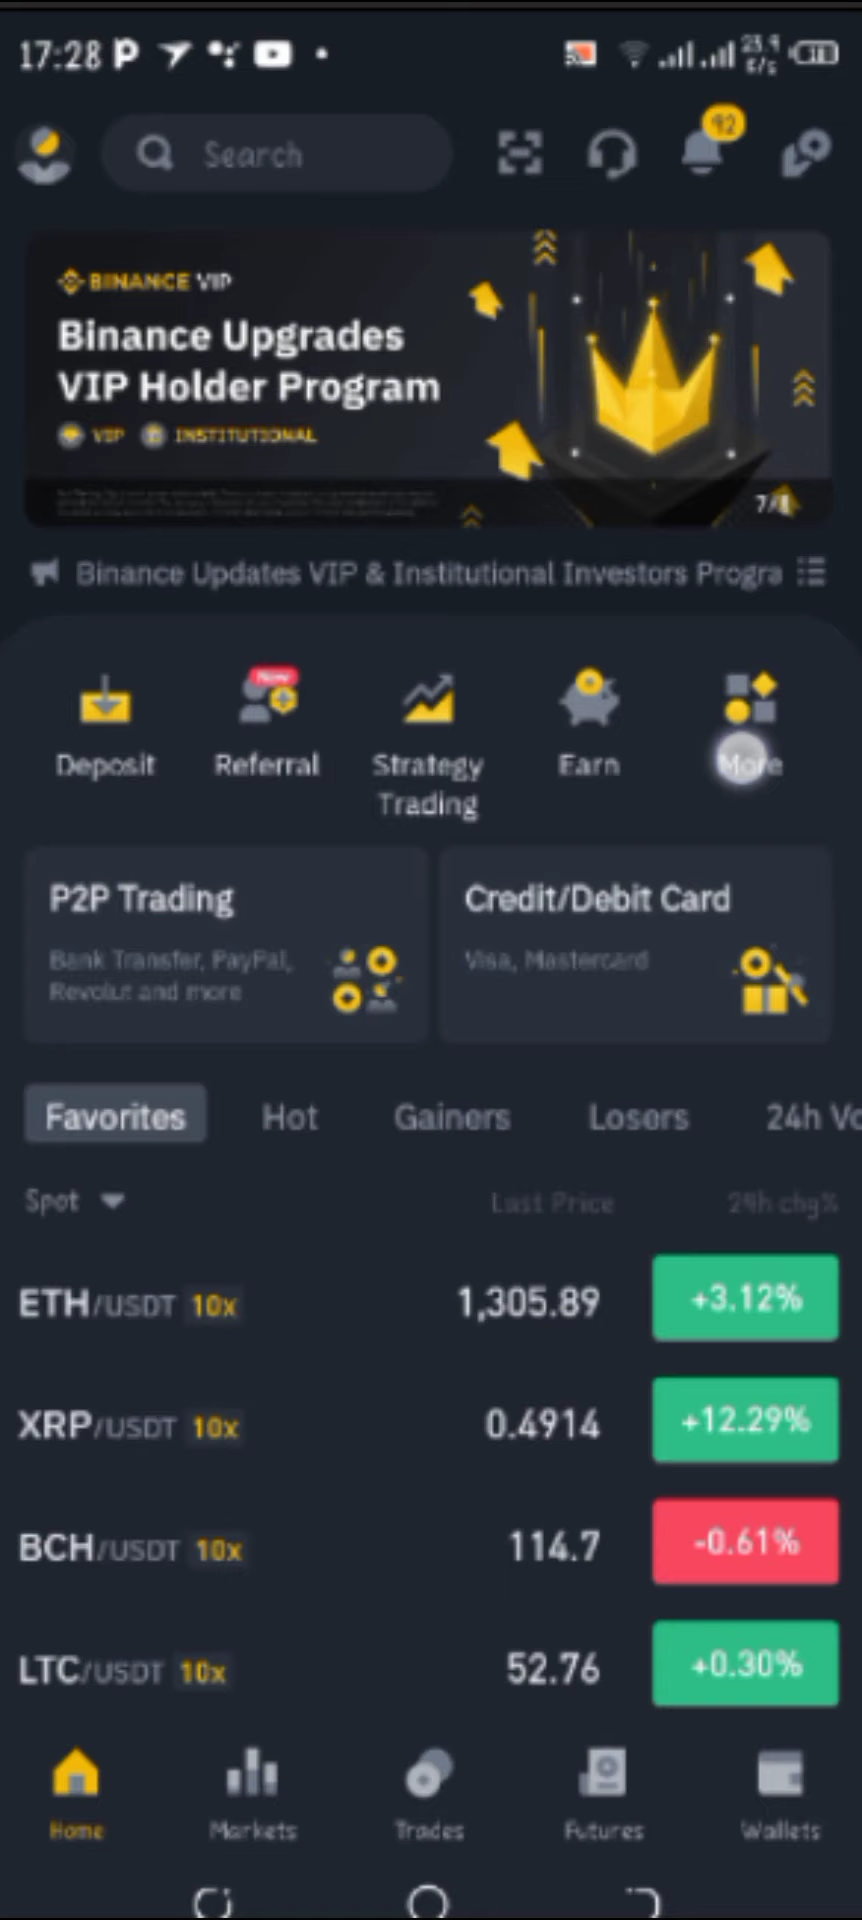 17:28
23.9
K/s
18
92
Search
BINANCE VIP
Binance Upgrades
VIP Holder Program
VIP INSTITUTIONAL
Binance Updates VIP & Institutional Investors Progra
New
Deposit Referral Strategy Trading Earn More
P2P Trading
Bank Transfer, PayPal,
Revolut and more
Credit/Debit Card
Visa, Mastercard
Favorites Hot Gainers Losers 24h Vo
Spot Last Price 24h chg%
ETH/USDT 10x 1,305.89 +3.12%
XRP/USDT 10x 0.4914 +12.29%
BCH/USDT 10x 114.7 -0.61%
LTC/USDT 10x 52.76 +0.30%
Home Markets Trades Futures Wallets